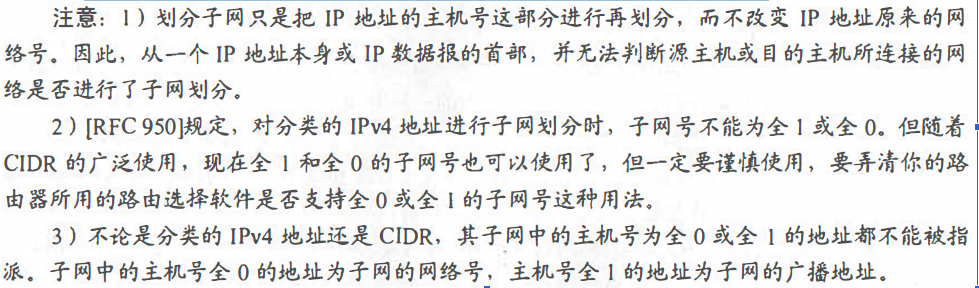 注意：1）划分子网只是把 IP 地址的主机号这部分进行再划分，而不改变 IP 地址原来的网
络号。因此，从一个 IP 地址本身或 IP 数据报的首部，并无法判断源主机或目的主机所连接的网
络是否进行了子网划分。
2）[RFC 950]规定，对分类的 IPv4 地址进行子网划分时，子网号不能为全 1 或全 0。但随着
CIDR 的广泛使用，现在全 1 和全 0 的子网号也可以使用了，但一定要谨慎使用，要弄清你的路
由器所用的路由选择软件是否支持全 0 或全 1 的子网号这种用法。
3）不论是分类的 IPv4 地址还是 CIDR，其子网中的主机号为全 0 或全 1 的地址都不能被指
派。子网中的主机号全 0 的地址为子网的网络号，主机号全 1 的地址为子网的广播地址。